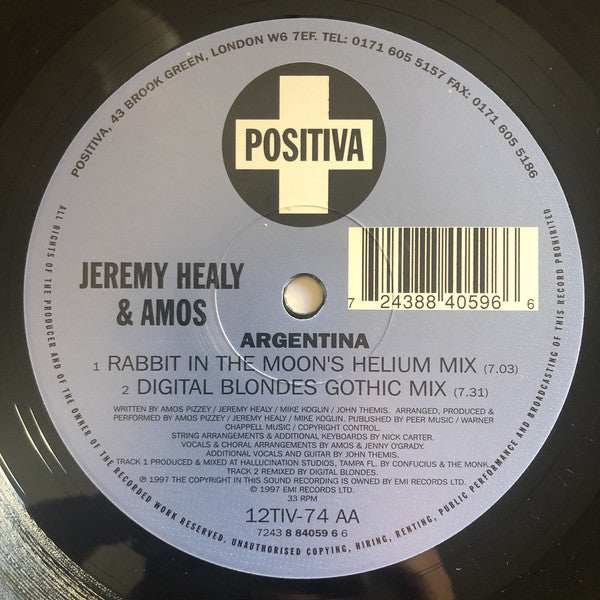 POSITIVA, 43 BROOK GREEN, LONDON W6 7EF. TEL: 0171 605 5157 FAX: 0171 605 5186
POSITIVA
JEREMY HEALY
& AMOS
7 24388 40596 6
ARGENTINA
1 RABBIT IN THE MOON'S HELIUM MIX (7.03)
2 DIGITAL BLONDES GOTHIC MIX (7.31)
WRITTEN BY AMOS PIZZEY / JEREMY HEALY / MIKE KOGLIN / JOHN THEMIS. ARRANGED, PRODUCED &
PERFORMED BY AMOS PIZZEY / JEREMY HEALY / MIKE KOGLIN. PUBLISHED BY PEER MUSIC / WARNER
CHAPPELL MUSIC / COPYRIGHT CONTROL.
STRING ARRANGEMENTS & ADDITIONAL KEYBOARDS BY NICK CARTER.
VOCALS & CHORAL ARRANGEMENTS BY AMOS & JENNY O'GRADY.
ADDITIONAL VOCALS AND GUITAR BY JOHN THEMIS.
TRACK 1 PRODUCED & MIXED AT HALLUCINATION STUDIOS, TAMPA FL. BY CONFUCIUS & THE MONK.
TRACK 2 REMIXED BY DIGITAL BLONDES.
℗ 1997 THE COPYRIGHT IN THIS SOUND RECORDING IS OWNED BY EMI RECORDS LTD.
© 1997 EMI RECORDS LTD.
33 RPM
12TIV-74 AA
7243 8 84059 6 6
ALL RIGHTS OF THE PRODUCER AND OF THE OWNER OF THE RECORDED WORK RESERVED. UNAUTHORISED COPYING, HIRING, RENTING, PUBLIC PERFORMANCE AND BROADCASTING OF THIS RECORD PROHIBITED